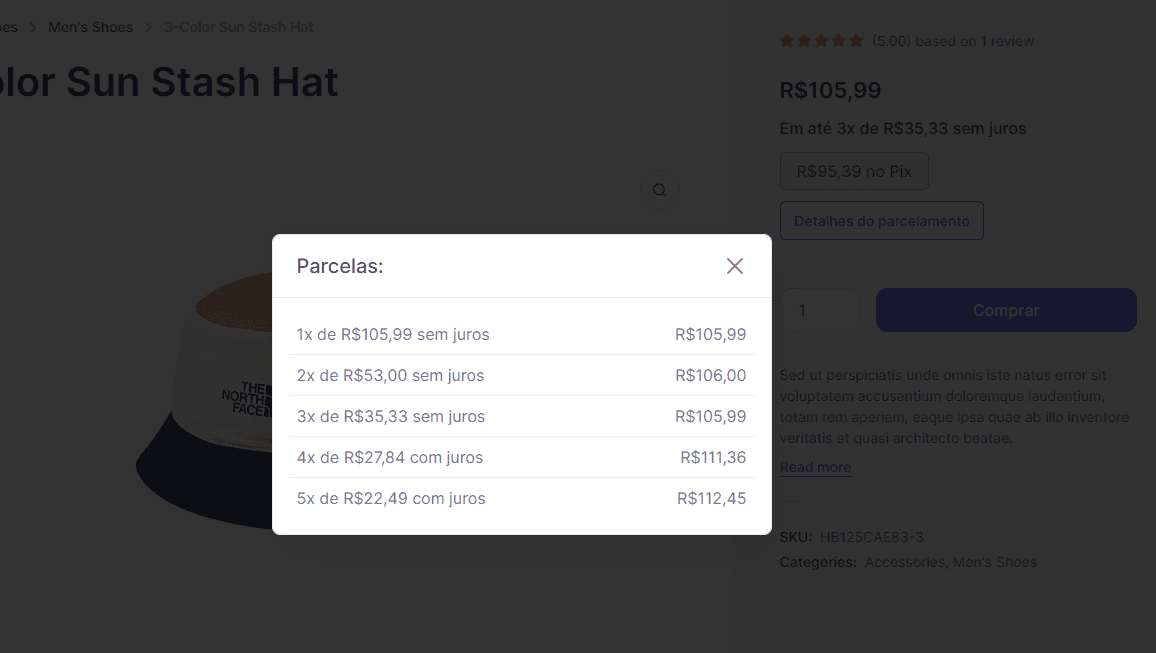 oes > Men's Shoes > 3-Color Sun Stash Hat
olor Sun Stash Hat
(5.00) based on 1 review
R$105,99
Em até 3x de R$35,33 sem juros
R$95,39 no Pix
Detalhes do parcelamento
1 Comprar
Sed ut perspiciatis unde omnis iste natus error sit
voluptatem accusantium doloremque laudantium,
totam rem aperiam, eaque ipsa quae ab illo inventore
veritatis et quasi architecto beatae.
Read more
SKU: HB125CAE83-3
Categories: Accessories, Men's Shoes
THE
NORTH
FACE
Parcelas:
1x de R$105,99 sem juros R$105,99
2x de R$53,00 sem juros R$106,00
3x de R$35,33 sem juros R$105,99
4x de R$27,84 com juros R$111,36
5x de R$22,49 com juros R$112,45